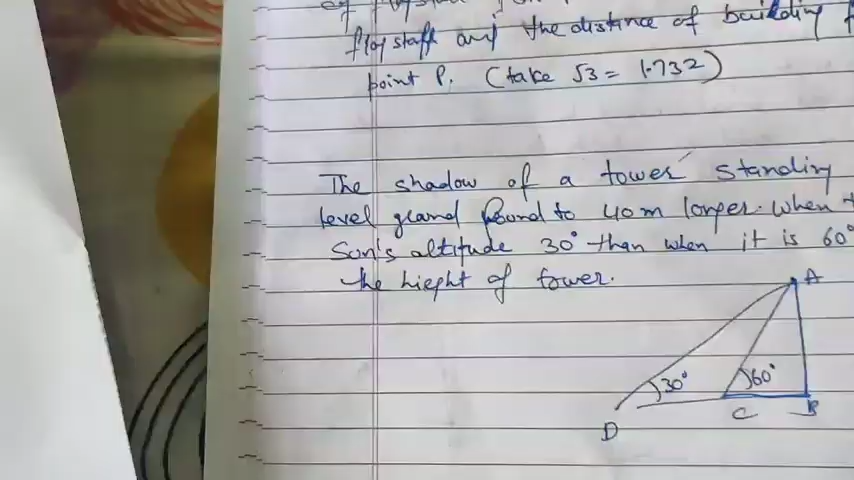 flagstaff and the distance of building
point P. (take √3 = 1.732)
The shadow of a tower standing
level ground found to 40m longer. when
Son's altitude 30° than when it is 60°
the hieght of tower.
A
30°
60°
D
C
B